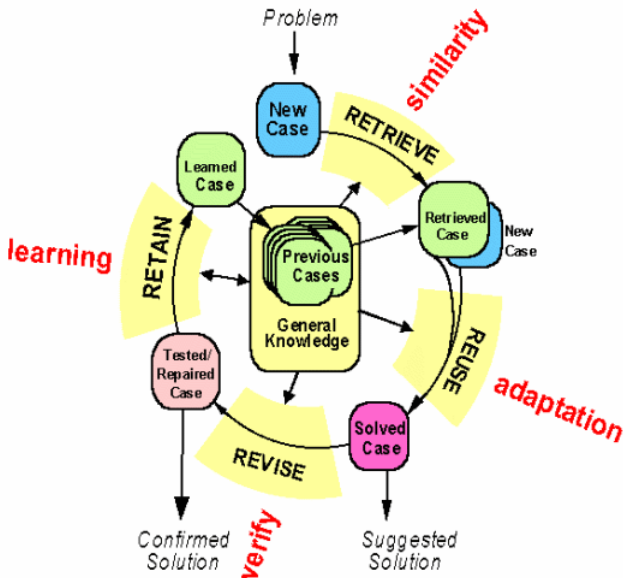 Problem
similarity
New
Case
RETRIEVE
Learned
Case
Retrieved
Case
New
Case
Previous
Cases
learning
RETAIN
General
Knowledge
Tested/
Repaired
Case
REUSE
adaptation
Solved
Case
REVISE
verify
Confirmed
Solution
Suggested
Solution